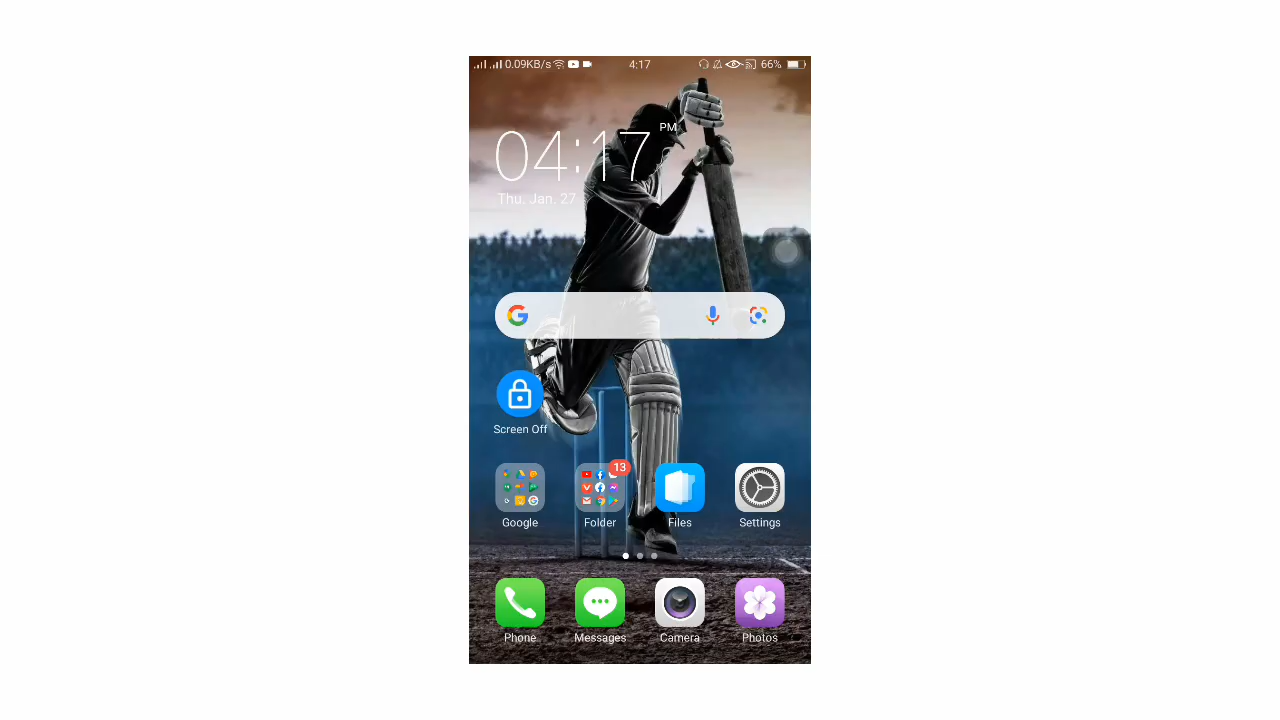 0.09KB/s 4:17 66%
04:17 PM
Thu. Jan. 27
Screen Off
13
Google Folder Files Settings
Phone Messages Camera Photos